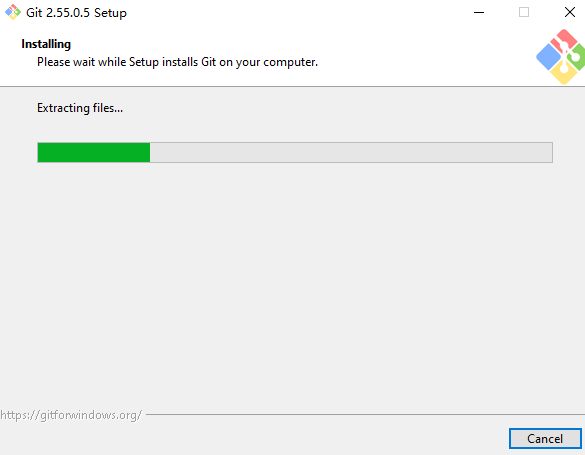 Git 2.55.0.5 Setup
Installing
Please wait while Setup installs Git on your computer.
Extracting files...
https://gitforwindows.org/
Cancel